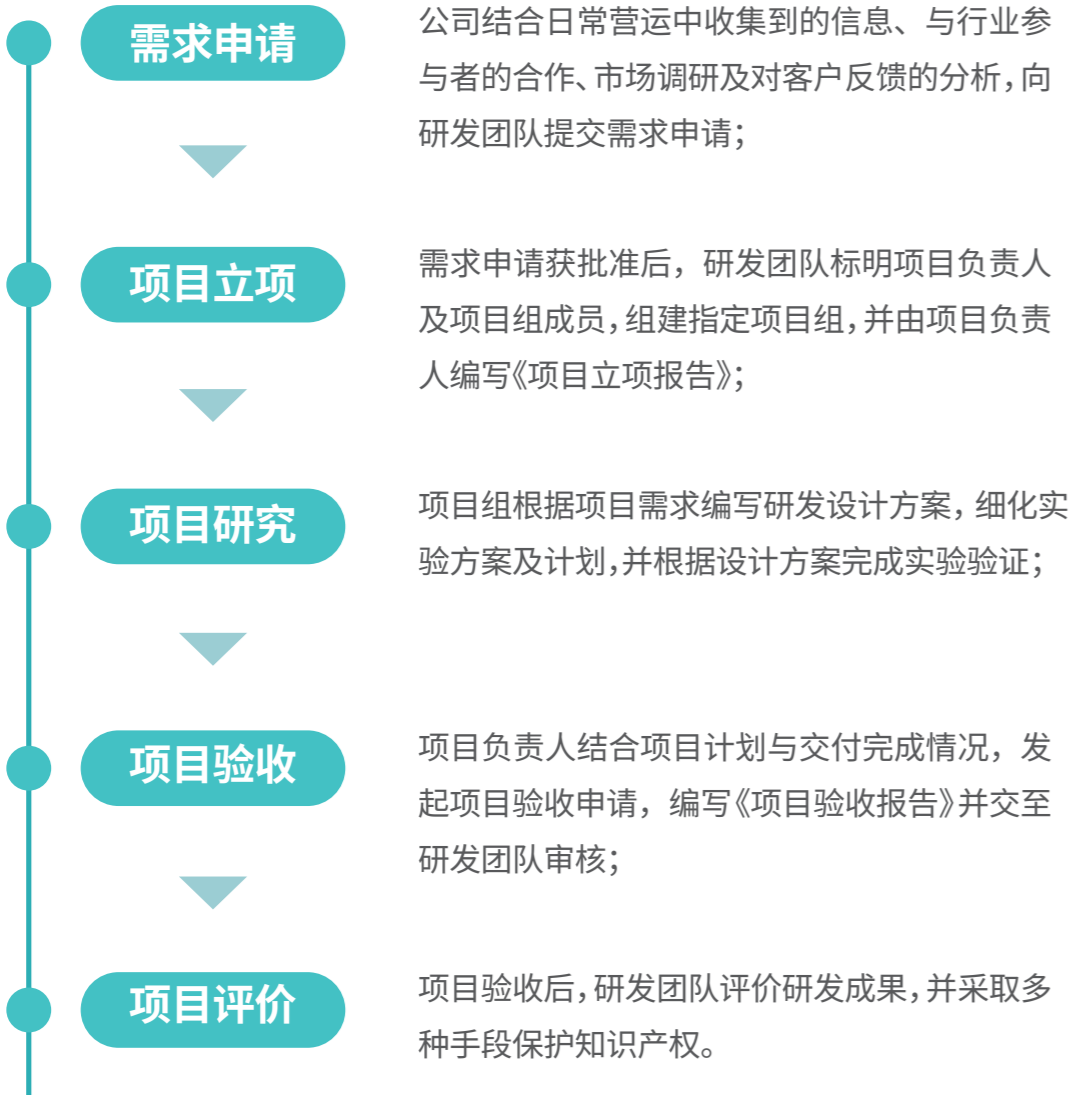 需求申请
公司结合日常营运中收集到的信息、与行业参
与者的合作、市场调研及对客户反馈的分析，向
研发团队提交需求申请；
项目立项
需求申请获批准后，研发团队标明项目负责人
及项目组成员，组建指定项目组，并由项目负责
人编写《项目立项报告》；
项目研究
项目组根据项目需求编写研发设计方案，细化实
验方案及计划，并根据设计方案完成实验验证；
项目验收
项目负责人结合项目计划与交付完成情况，发
起项目验收申请，编写《项目验收报告》并交至
研发团队审核；
项目评价
项目验收后，研发团队评价研发成果，并采取多
种手段保护知识产权。